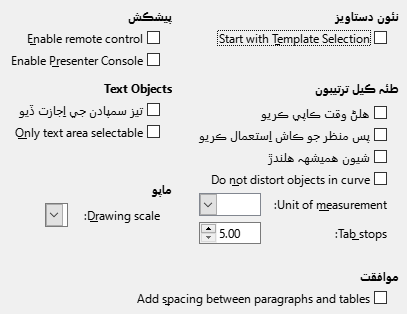 نئون دستاويز
Start with Template Selection
طئہ ڪيل ترتيبون
هلڻ وقت ڪاپي ڪريو
پس منظر جو ڪاش اِستعمال ڪريو
شيون هميشہ هلندڙ
Do not distort objects in curve
Unit of measurement:
Tab stops:
5.00
موافقت
Add spacing between paragraphs and tables
پيشڪش
Enable remote control
Enable Presenter Console
Text Objects
تيز سمپادن جي اِجازت ڏيو
Only text area selectable
ماپو
Drawing scale: